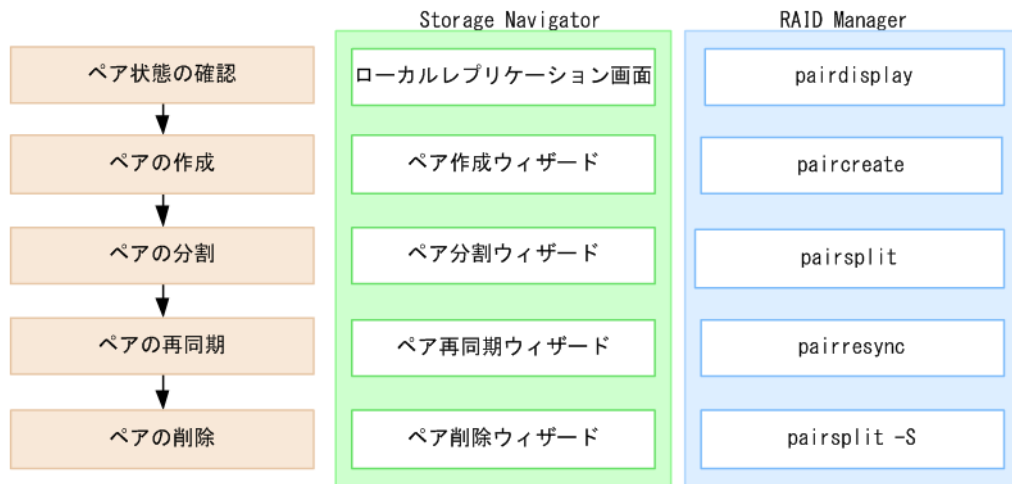 Storage Navigator
RAID Manager
ペア状態の確認
ローカルレプリケーション画面
pairdisplay
ペアの作成
ペア作成ウィザード
paircreate
ペアの分割
ペア分割ウィザード
pairsplit
ペアの再同期
ペア再同期ウィザード
pairresync
ペアの削除
ペア削除ウィザード
pairsplit -S